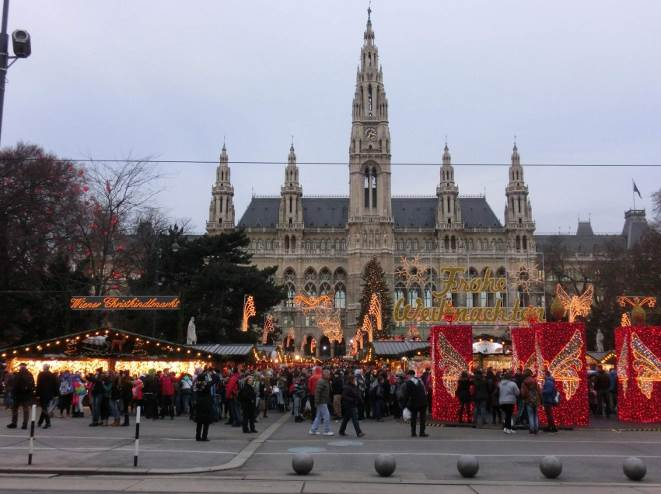 Wiener Christkindlmarkt
Frohe
Weihnachten